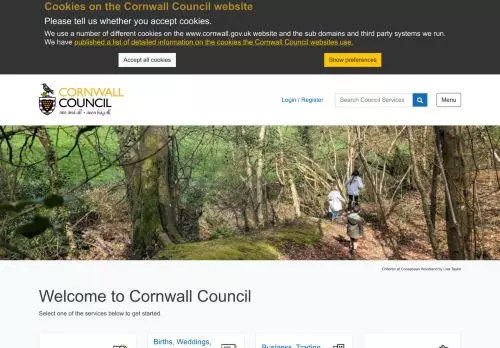 Cookies on the Cornwall Council website
Please tell us whether you accept cookies.
We use a number of different cookies on the www.cornwall.gov.uk website and the sub domains and third party systems we run.
We have published a list of detailed information on the cookies the Cornwall Council websites use.
Accept all cookies
Show preferences
CORNWALL
COUNCIL
one and all • onen hag oll
Login / Register
Search Council Services
Menu
Children at Coosebean Woodland by Lisa Taylor
Welcome to Cornwall Council
Select one of the services below to get started.
Births, Weddings,
Business, Trading